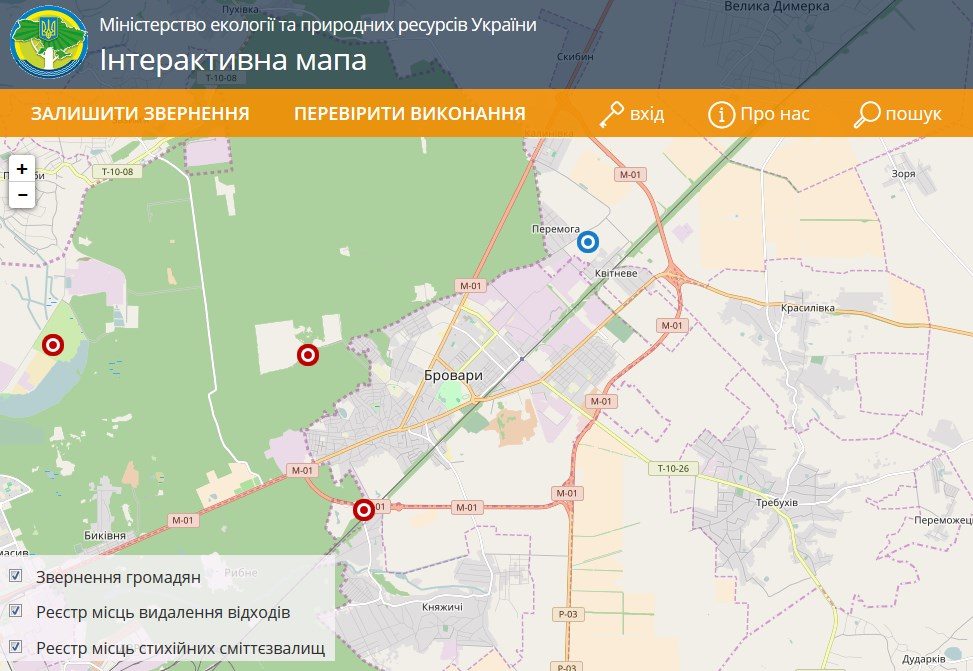 Пухівка
Велика Димерка
Міністерство екології та природних ресурсів України
Інтерактивна мапа
Скибин
Т-10-08
ЗАЛИШИТИ ЗВЕРНЕННЯ
ПЕРЕВІРИТИ ВИКОНАННЯ
вхід
Про нас
пошук
Калинівка
+
−
Т-10-08
М-01
Зоря
Перемога
Квітневе
М-01
Красилівка
М-01
Бровари
М-01
М-01
Т-10-26
М-01
М-01
М-01
Требухів
Переможець
Биківня
Рибне
Звернення громадян
Реєстр місць видалення відходів
Княжичі
Р-03
Реєстр місць стихійних сміттєзвалищ
Дударків
Р-03